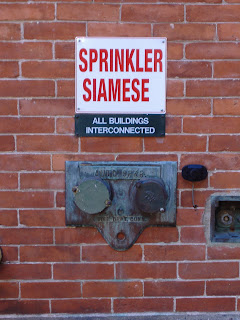 SPRINKLER
SIAMESE
ALL BUILDINGS
INTERCONNECTED